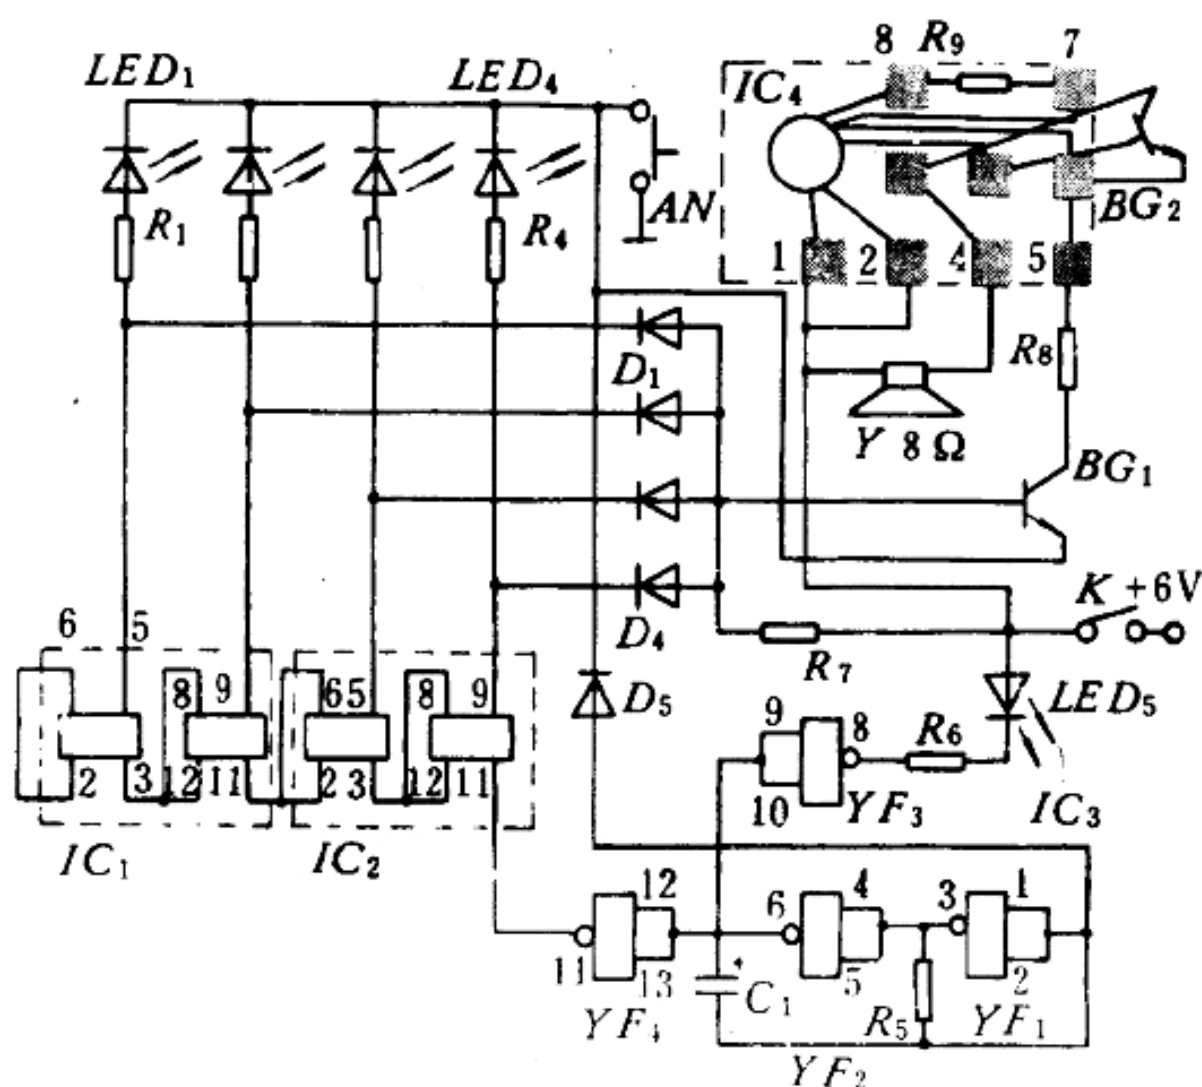 8 R₉ 7
LED₁ LED₄ IC₄
R₁ R₄ AN BG₂
1 2 4 5
D₁ R₈
Y 8Ω BG₁
D₄ K +6V
6 5 R₇
8 9 6 5 8 9 D₅ LED₅
9 8 R₆
2 3 12 11 2 3 12 11 10 YF₃ IC₃
IC₁ IC₂
12 6 4 3 1
11 13 C₁ 5 R₅ 2
YF₄ YF₁
YF₂